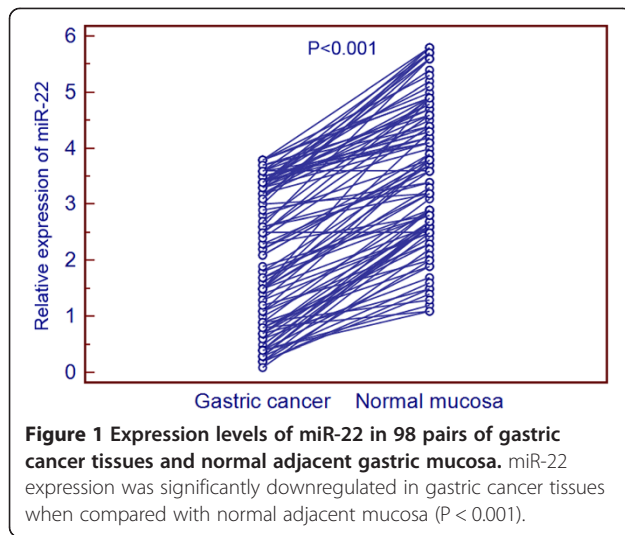 6
P<0.001
5
4
3
2
1
0
Relative expression of miR-22
Gastric cancer Normal mucosa
Figure 1 Expression levels of miR-22 in 98 pairs of gastric
cancer tissues and normal adjacent gastric mucosa. miR-22
expression was significantly downregulated in gastric cancer tissues
when compared with normal adjacent mucosa (P < 0.001).